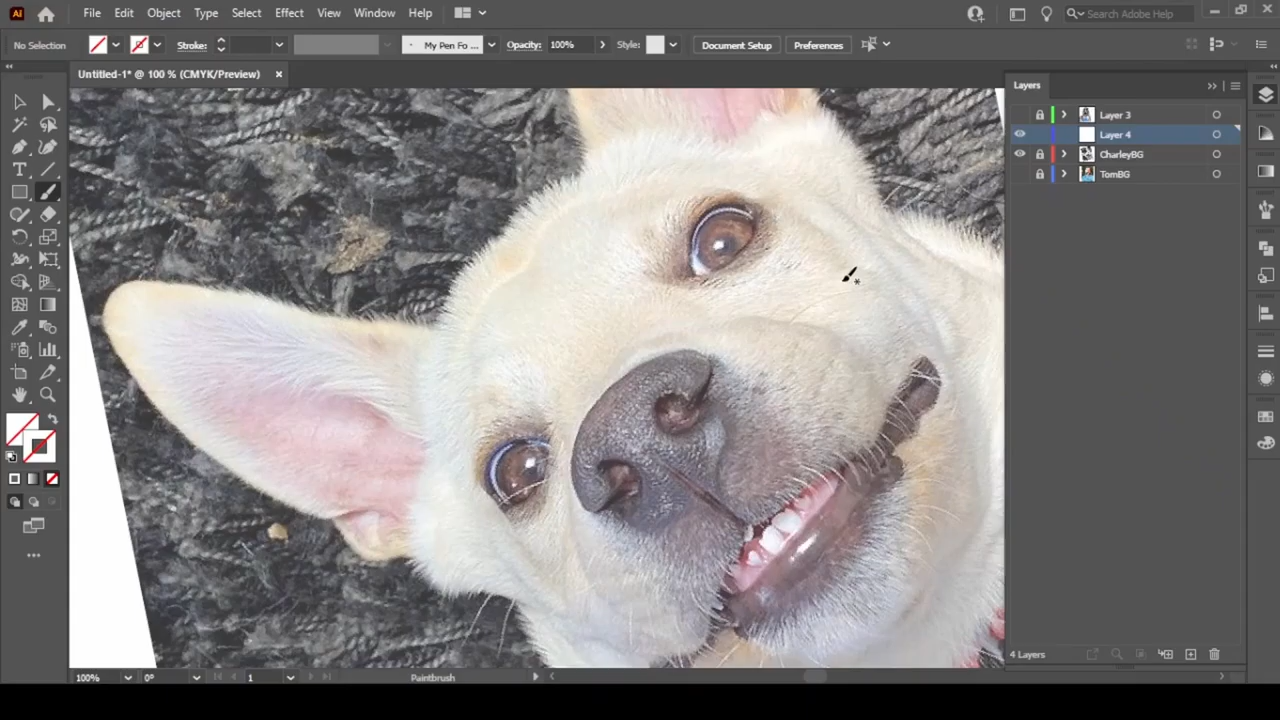 Ai File Edit Object Type Select Effect View Window Help Search Adobe Help
No Selection Stroke: My Pen Fo... Opacity: 100% Style: Document Setup Preferences
Untitled-1* @ 100 % (CMYK/Preview)
Layers
Layer 3
Layer 4
CharleyBG
TomBG
4 Layers
100% 0° 1 Paintbrush